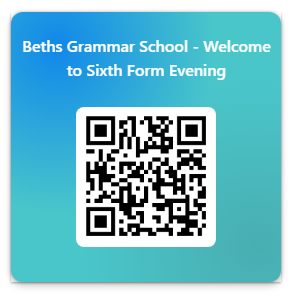 Beths Grammar School - Welcome
to Sixth Form Evening